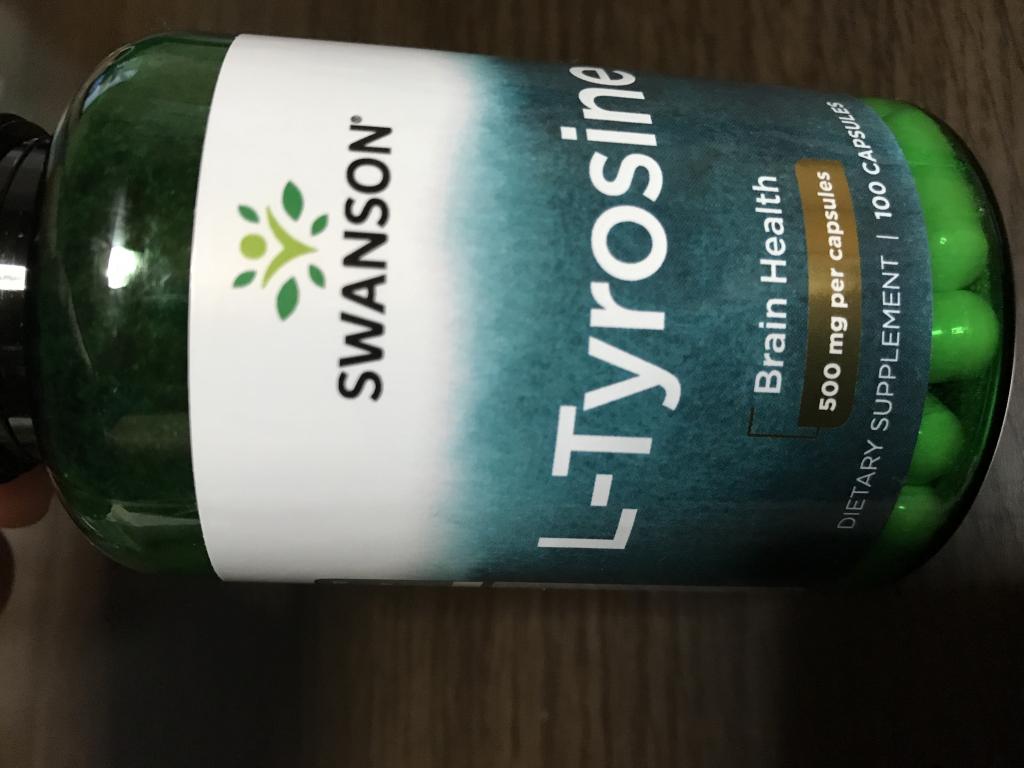 SWANSON®
L-Tyrosine
Brain Health
500 mg per capsules
DIETARY SUPPLEMENT | 100 CAPSULES